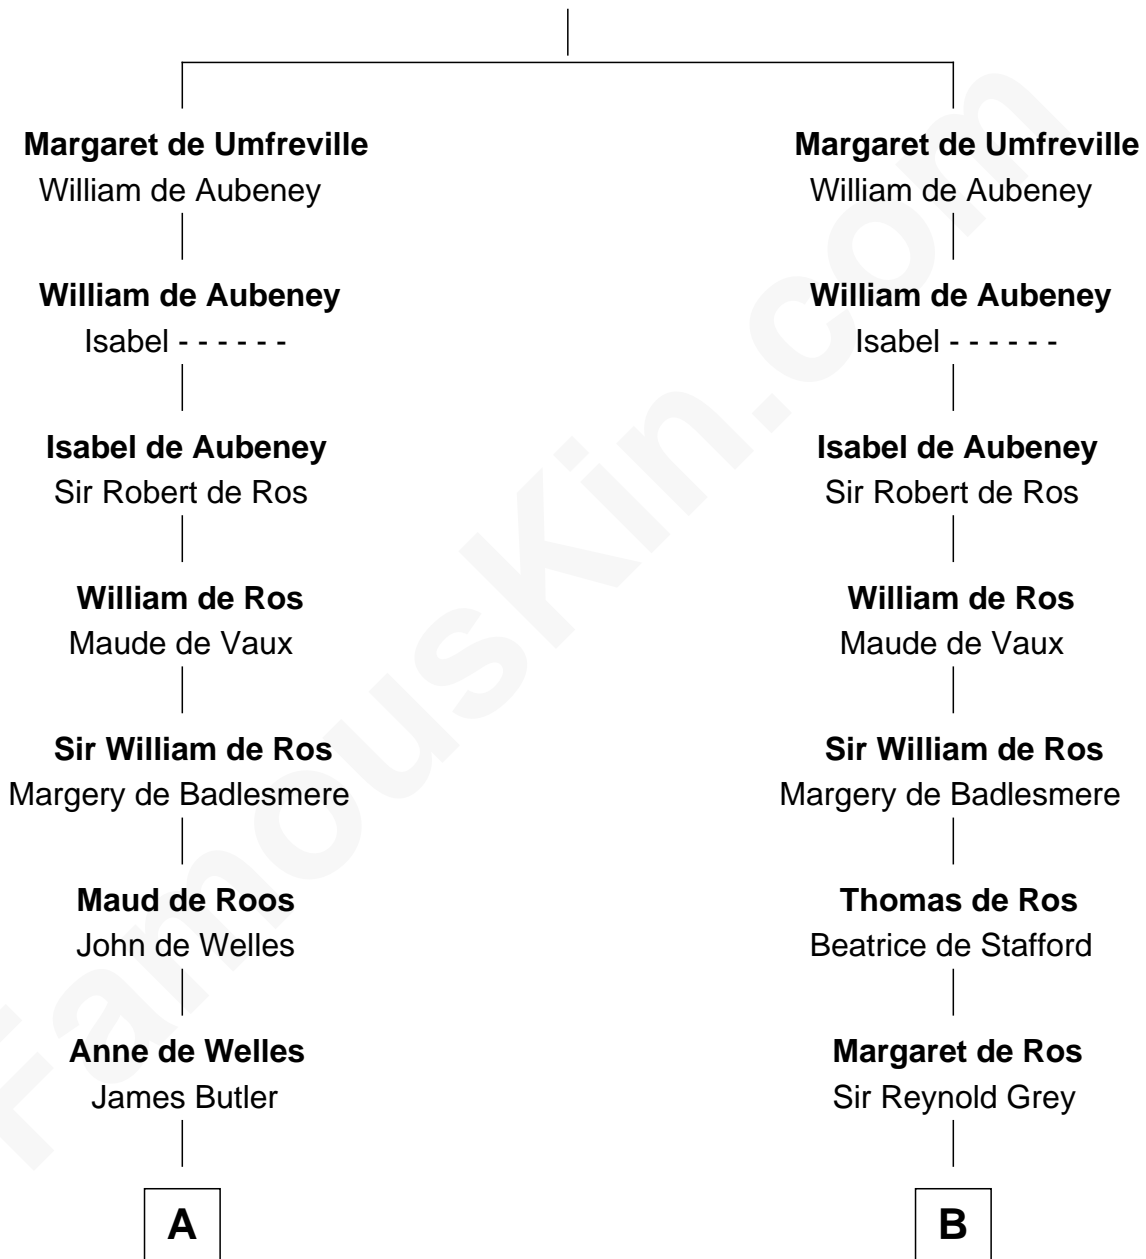 Margaret de Umfreville
William de Aubeney
William de Aubeney
Isabel - - - - - -
Isabel de Aubeney
Sir Robert de Ros
William de Ros
Maude de Vaux
Sir William de Ros
Margery de Badlesmere
Maud de Roos
John de Welles
Anne de Welles
James Butler
A
Margaret de Umfreville
William de Aubeney
William de Aubeney
Isabel - - - - - -
Isabel de Aubeney
Sir Robert de Ros
William de Ros
Maude de Vaux
Sir William de Ros
Margery de Badlesmere
Thomas de Ros
Beatrice de Stafford
Margaret de Ros
Sir Reynold Grey
B
FamousKin.com